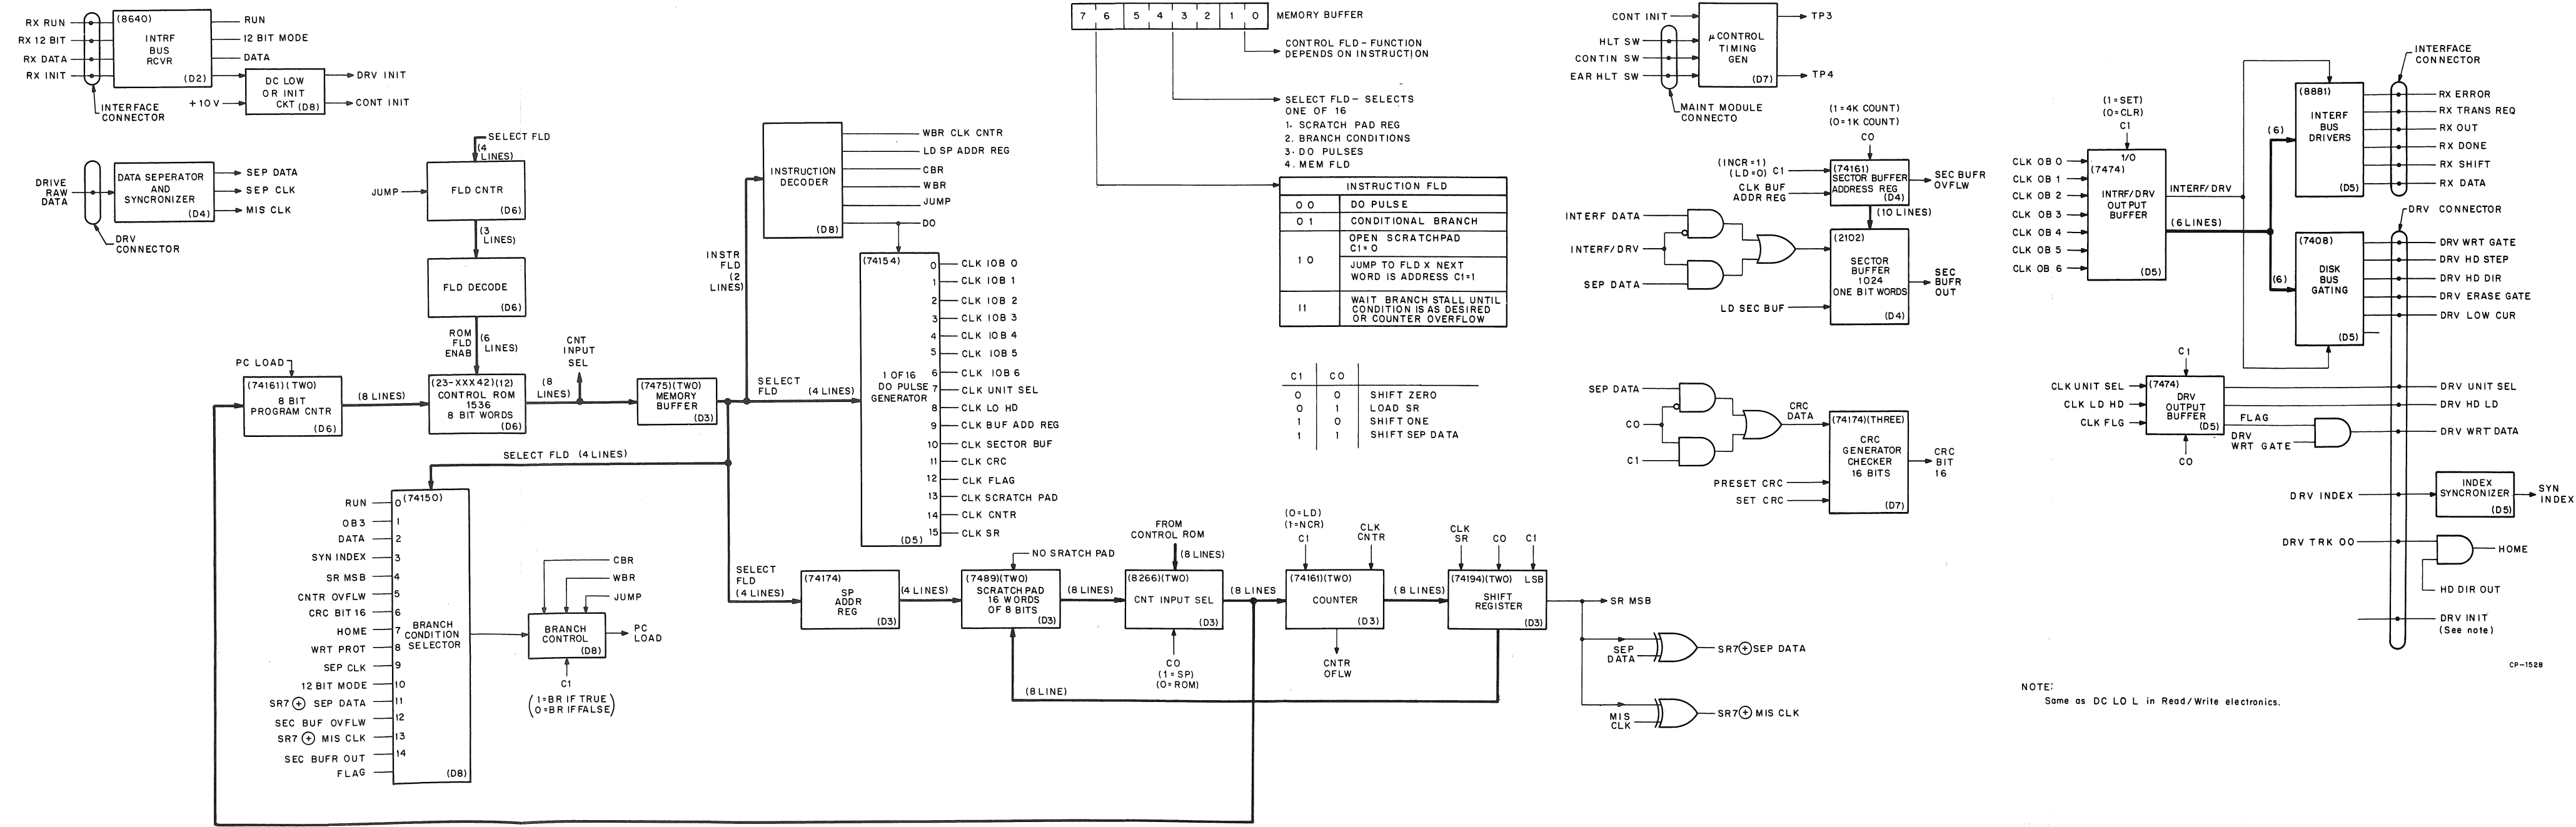 RX RUN
RX 12 BIT
RX DATA
RX INIT
(8640)
INTRF
BUS
RCVR
(D2)
RUN
12 BIT MODE
DATA
INTERFACE
CONNECTOR
+10V
DC LOW
OR INIT
CKT (D8)
DRV INIT
CONT INIT
DRIVE
RAW
DATA
DATA SEPERATOR
AND
SYNCRONIZER
(D4)
SEP DATA
SEP CLK
MIS CLK
DRV
CONNECTOR
SELECT FLD
(4
LINES)
JUMP
FLD CNTR
(D6)
(3
LINES)
FLD DECODE
(D6)
ROM
FLD
ENAB
(6
LINES)
PC LOAD
(74161)(TWO)
8 BIT
PROGRAM CNTR
(D6)
(8 LINES)
(23-XXX42)(12)
CONTROL ROM
1536
8 BIT WORDS
(D6)
(8
LINES)
CNT
INPUT
SEL
(7475)(TWO)
MEMORY
BUFFER
(D3)
INSTR
FLD
(2
LINES)
INSTRUCTION
DECODER
(D8)
WBR CLK CNTR
LD SP ADDR REG
CBR
WBR
JUMP
DO
SELECT
FLD
(4 LINES)
(74154)
1 OF 16
DO PULSE
GENERATOR
(D5)
0 CLK IOB 0
1 CLK IOB 1
2 CLK IOB 2
3 CLK IOB 3
4 CLK IOB 4
5 CLK IOB 5
6 CLK IOB 6
7 CLK UNIT SEL
8 CLK LO HD
9 CLK BUF ADD REG
10 CLK SECTOR BUF
11 CLK CRC
12 CLK FLAG
13 CLK SCRATCH PAD
14 CLK CNTR
15 CLK SR
SELECT FLD (4 LINES)
(74150)
RUN 0
OB3 1
DATA 2
SYN INDEX 3
SR MSB 4
CNTR OVFLW 5
CRC BIT 16 6
HOME 7
WRT PROT 8
SEP CLK 9
12 BIT MODE 10
SR7 ⊕ SEP DATA 11
SEC BUF OVFLW 12
SR7 ⊕ MIS CLK 13
SEC BUFR OUT 14
FLAG
BRANCH
CONDITION
SELECTOR
(D8)
CBR
WBR
JUMP
BRANCH
CONTROL
(D8)
PC
LOAD
C1
(1=BR IF TRUE
0=BR IF FALSE)
SELECT
FLD
(4 LINES)
(74174)
SP
ADDR
REG
(D3)
(4 LINES)
NO SRATCH PAD
(7489)(TWO)
SCRATCH PAD
16 WORDS
OF 8 BITS
(D3)
(8 LINES)
FROM
CONTROL ROM
(8 LINES)
(8266)(TWO)
CNT INPUT SEL
(D3)
C0
(1=SP)
(0=ROM)
(8 LINES)
(0=LD)
(1=NCR)
C1
CLK
CNTR
(74161)(TWO)
COUNTER
(D3)
CNTR
OFLW
(8 LINES)
CLK
SR
C0
C1
(74194)(TWO) LSB
SHIFT
REGISTER
(D3)
SR MSB
SEP
DATA
SR7⊕SEP DATA
MIS
CLK
SR7⊕ MIS CLK
(8 LINE)
7 6 5 4 3 2 1 0
MEMORY BUFFER
CONTROL FLD-FUNCTION
DEPENDS ON INSTRUCTION
SELECT FLD- SELECTS
ONE OF 16
1. SCRATCH PAD REG
2. BRANCH CONDITIONS
3. DO PULSES
4. MEM FLD
INSTRUCTION FLD
0 0 DO PULSE
0 1 CONDITIONAL BRANCH
1 0
OPEN SCRATCHPAD
C1=0
JUMP TO FLD X NEXT
WORD IS ADDRESS C1=1
11
WAIT BRANCH STALL UNTIL
CONDITION IS AS DESIRED
OR COUNTER OVERFLOW
C1 C0
0 0 SHIFT ZERO
0 1 LOAD SR
1 0 SHIFT ONE
1 1 SHIFT SEP DATA
CONT INIT
HLT SW
CONTIN SW
EAR HLT SW
μCONTROL
TIMING
GEN
(D7)
TP3
TP4
MAINT MODULE
CONNECTO
(1=4K COUNT)
(0=1K COUNT)
C0
(INCR=1)
(LD=0) C1
CLK BUF
ADDR REG
(74161)
SECTOR BUFFER
ADDRESS REG
(D4)
SEC BUFR
OVFLW
(10 LINES)
INTERF DATA
INTERF/DRV
SEP DATA
LD SEC BUF
(2102)
SECTOR
BUFFER
1024
ONE BIT WORDS
(D4)
SEC
BUFR
OUT
SEP DATA
C0
C1
CRC
DATA
PRESET CRC
SET CRC
(74174)(THREE)
CRC
GENERATOR
CHECKER
16 BITS
(D7)
CRC
BIT
16
(1=SET)
(0=CLR)
C1
CLK OB 0
CLK OB 1
CLK OB 2
CLK OB 3
CLK OB 4
CLK OB 5
CLK OB 6
1/0
(7474)
INTRF/DRV
OUTPUT
BUFFER
(D5)
INTERF/DRV
(6 LINES)
(6)
(6)
(8881)
INTERF
BUS
DRIVERS
(D5)
INTERFACE
CONNECTOR
RX ERROR
RX TRANS REQ
RX OUT
RX DONE
RX SHIFT
RX DATA
DRV CONNECTOR
(7408)
DISK
BUS
GATING
(D5)
DRV WRT GATE
DRV HD STEP
DRV HD DIR
DRV ERASE GATE
DRV LOW CUR
C1
CLK UNIT SEL
CLK LD HD
CLK FLG
(7474)
DRV
OUTPUT
BUFFER
(D5)
C0
FLAG
DRV
WRT GATE
DRV UNIT SEL
DRV HD LD
DRV WRT DATA
DRV INDEX
INDEX
SYNCRONIZER
(D5)
SYN
INDEX
DRV TRK 00
HOME
HD DIR OUT
DRV INIT
(See note)
CP-1528
NOTE:
Same as DC LO L in Read/Write electronics.